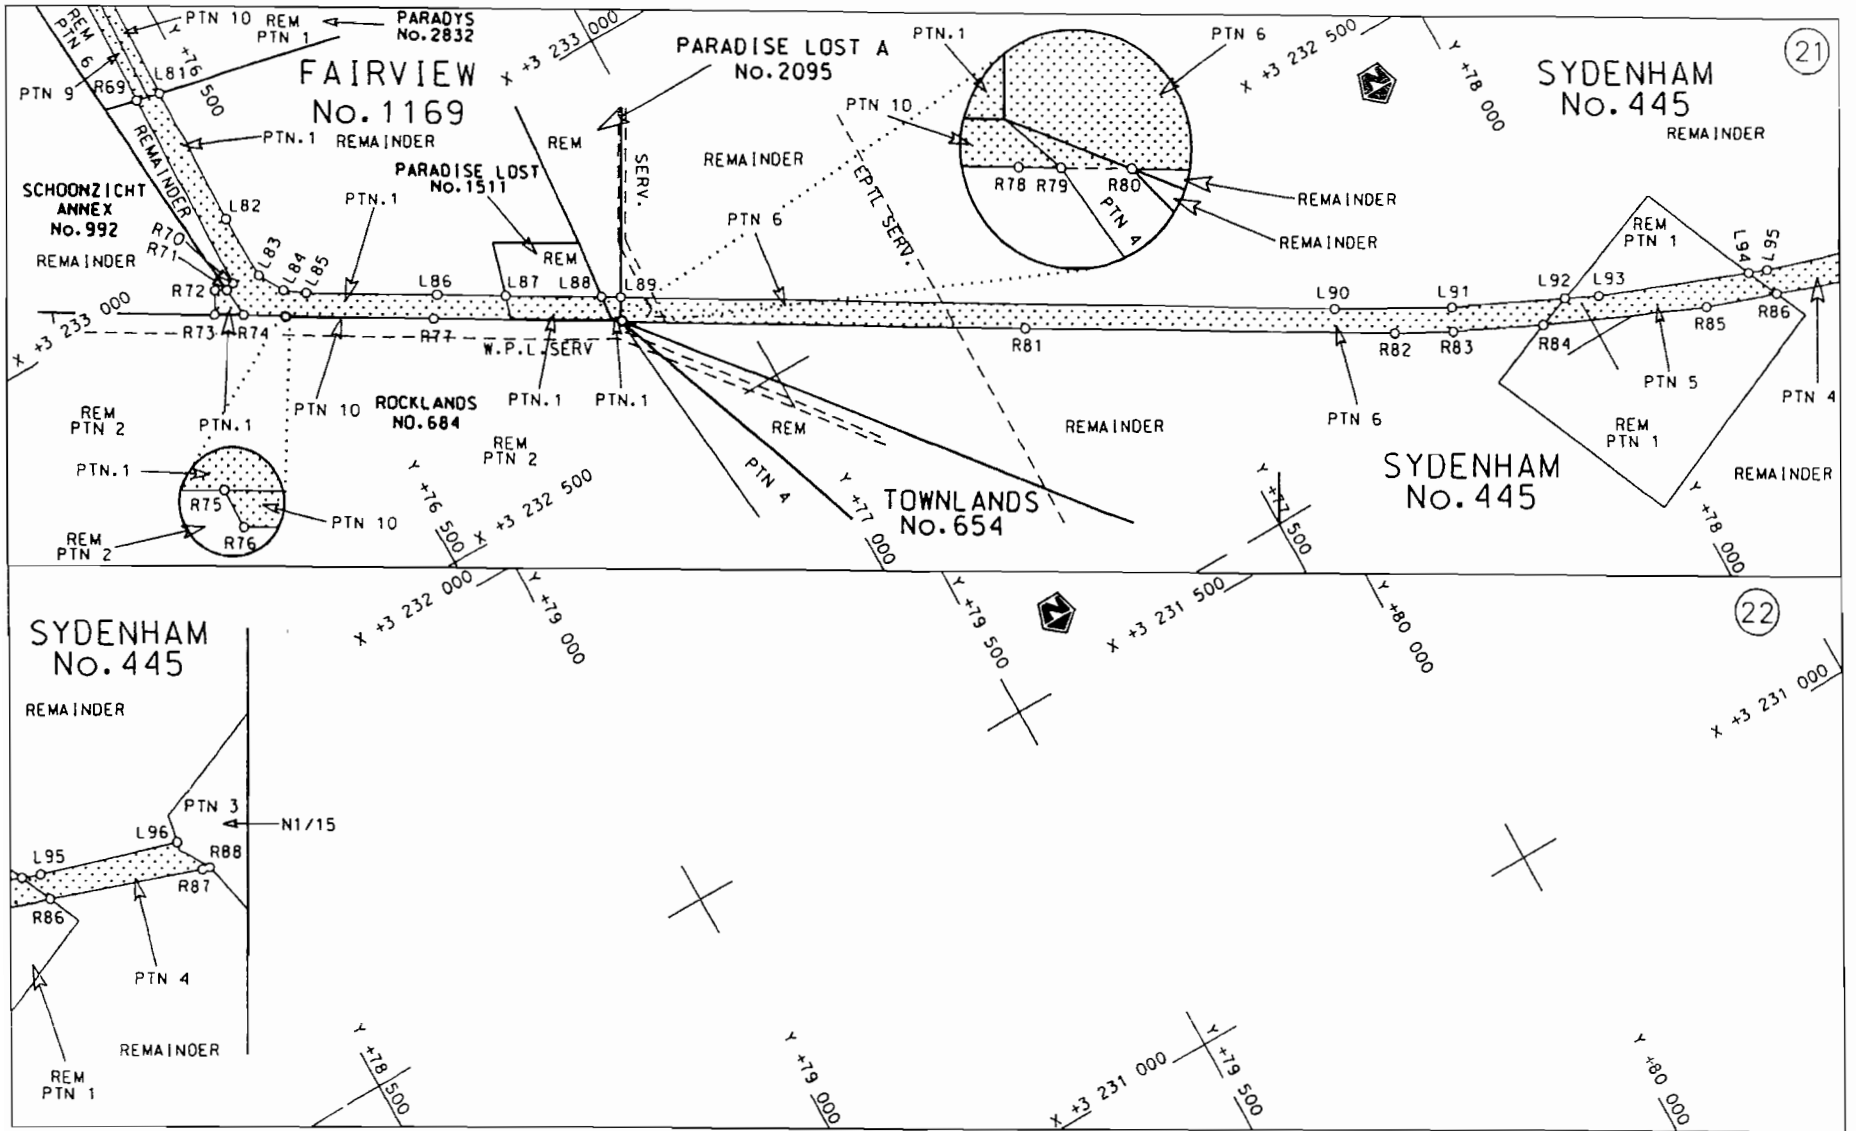 PTN 10
REM
PTN 1
PARADYS
No.2832
Y +76 500
X +3 233 000
PARADISE LOST A
No.2095
PTN.1
PTN 6
X +3 232 500
Y +78 000
SYDENHAM
No.445
REMAINDER
21
REM
PTN 6
PTN 9
R69
L81
FAIRVIEW
No.1169
PTN.1
REMAINDER
REMAINDER
PARADISE LOST
No.1511
REM
SERV.
REMAINDER
PTN 10
EPTL SERV.
R78
R79
R80
PTN 4
REMAINDER
REMAINDER
SCHOONZICHT
ANNEX
No.992
REMAINDER
L82
PTN.1
R70
R71
L83
L84
L85
REM
PTN 6
REM
PTN 1
L94
L95
R72
L86
L87
L88
L89
L90
L91
L92
L93
X +3 233 000
R73
R74
R77
W.P.L.SERV
R81
R82
R83
R84
R85
R86
REM
PTN 2
PTN.1
PTN 10
ROCKLANDS
NO.684
PTN.1
PTN.1
REM
PTN 2
REM
PTN 4
REMAINDER
PTN 6
PTN 5
PTN 4
REM
PTN 1
REMAINDER
PTN.1
R75
R76
PTN 10
REM
PTN 2
Y +76 500
X +3 232 500
Y +77 000
TOWNLANDS
No.654
Y +77 500
SYDENHAM
No.445
Y +78 000
SYDENHAM
No.445
REMAINDER
X +3 232 000
Y +79 000
Y +79 500
X +3 231 500
Y +80 000
22
X +3 231 000
PTN 3
N1/15
L96
L95
R88
R87
R86
PTN 4
REMAINDER
REM
PTN 1
Y +78 500
Y +79 000
X +3 231 000
Y +79 500
Y +80 000